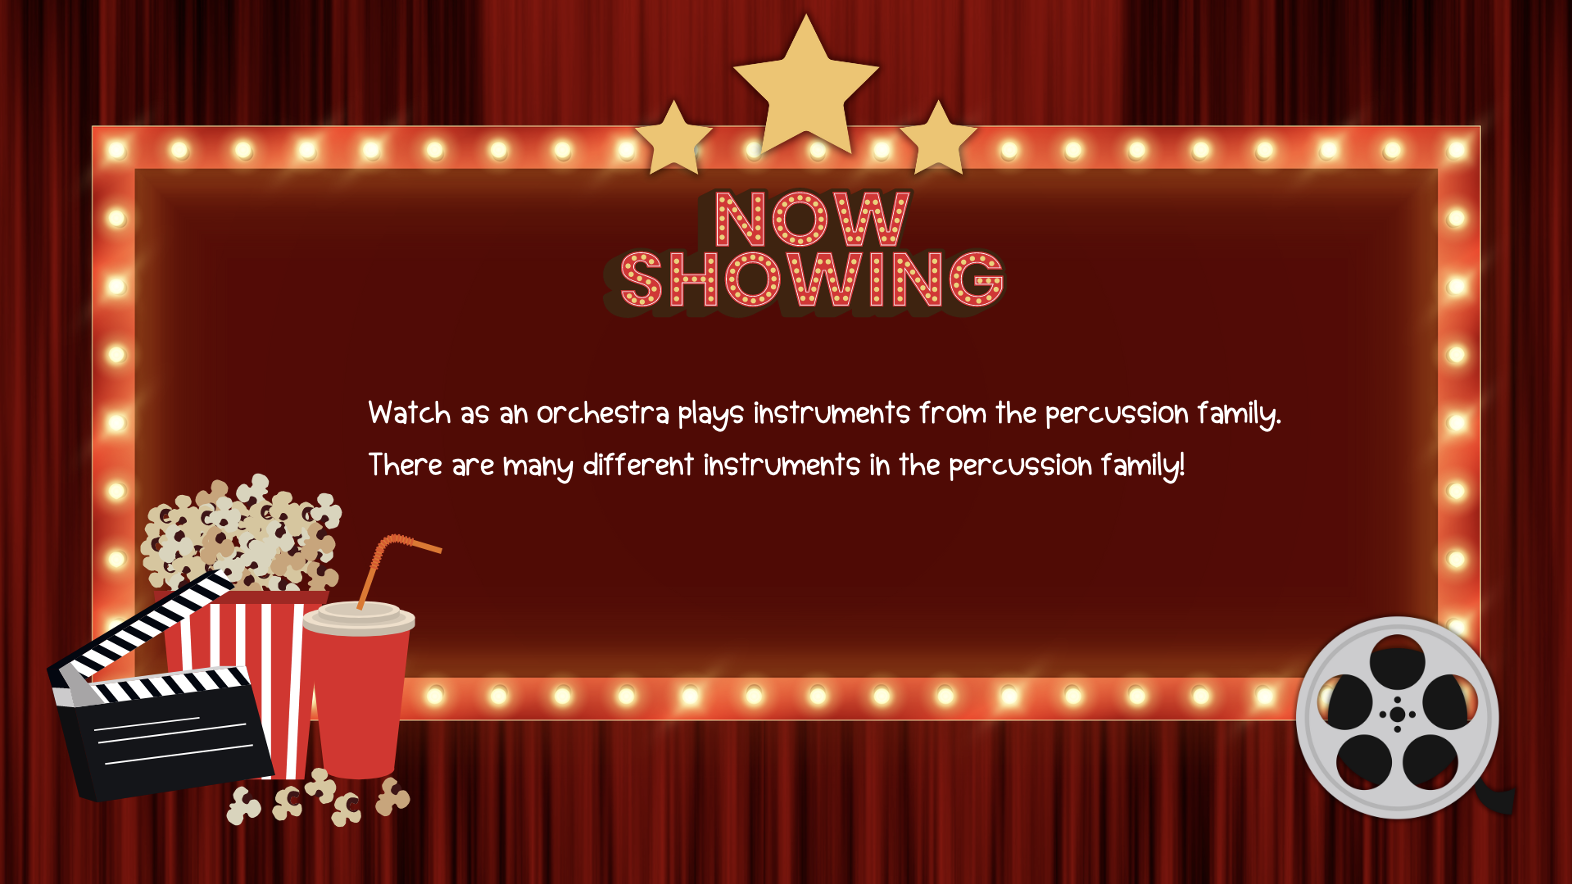 NOW
SHOWING
Watch as an orchestra plays instruments from the percussion family.
There are many different instruments in the percussion family!